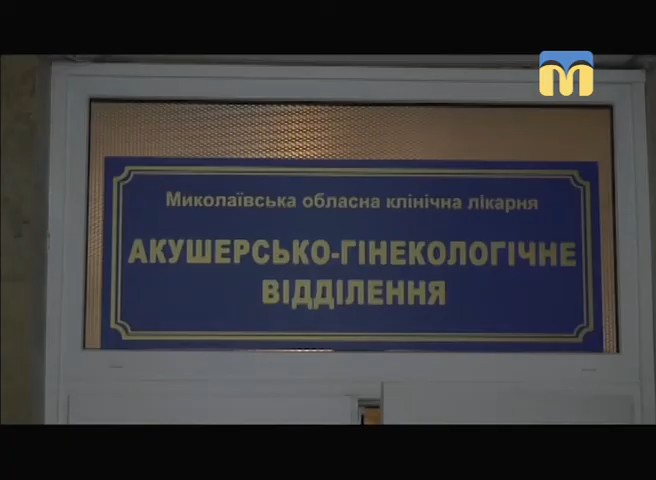 Миколаївська обласна клінічна лікарня
АКУШЕРСЬКО-ГІНЕКОЛОГІЧНЕ
ВІДДІЛЕННЯ